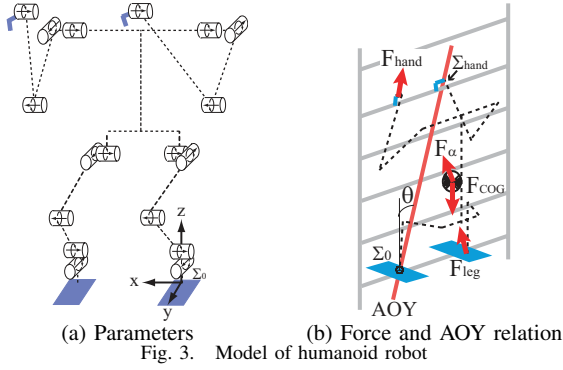 z
x
Σ0
y
(a) Parameters
Fhand
Σhand
Fα
FCOG
θ
Σ0
Fleg
AOY
(b) Force and AOY relation
Fig. 3. Model of humanoid robot